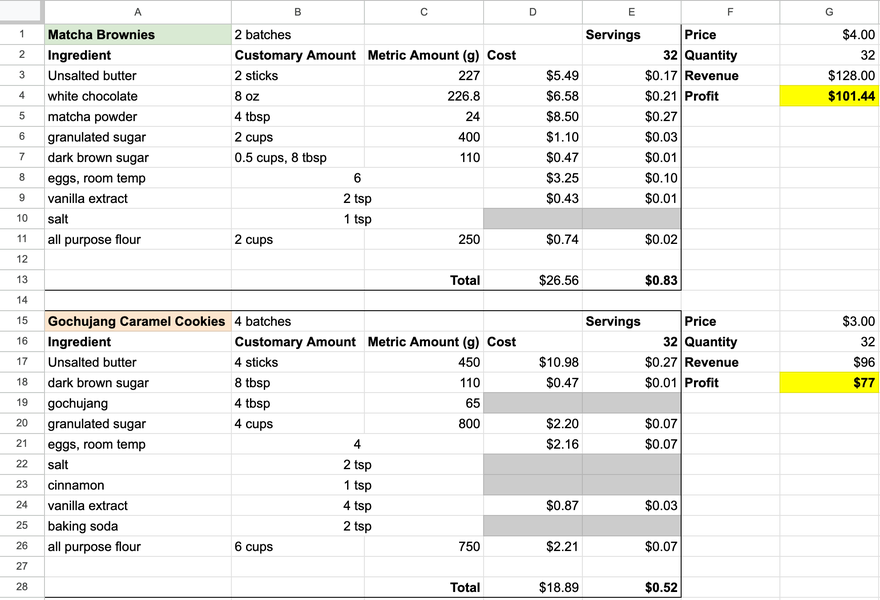 A B C D E F G
1 Matcha Brownies 2 batches Servings Price $4.00
2 Ingredient Customary Amount Metric Amount (g) Cost 32 Quantity 32
3 Unsalted butter 2 sticks 227 $5.49 $0.17 Revenue $128.00
4 white chocolate 8 oz 226.8 $6.58 $0.21 Profit $101.44
5 matcha powder 4 tbsp 24 $8.50 $0.27
6 granulated sugar 2 cups 400 $1.10 $0.03
7 dark brown sugar 0.5 cups, 8 tbsp 110 $0.47 $0.01
8 eggs, room temp 6 $3.25 $0.10
9 vanilla extract 2 tsp $0.43 $0.01
10 salt 1 tsp
11 all purpose flour 2 cups 250 $0.74 $0.02
12
13 Total $26.56 $0.83
14
15 Gochujang Caramel Cookies 4 batches Servings Price $3.00
16 Ingredient Customary Amount Metric Amount (g) Cost 32 Quantity 32
17 Unsalted butter 4 sticks 450 $10.98 $0.27 Revenue $96
18 dark brown sugar 8 tbsp 110 $0.47 $0.01 Profit $77
19 gochujang 4 tbsp 65
20 granulated sugar 4 cups 800 $2.20 $0.07
21 eggs, room temp 4 $2.16 $0.07
22 salt 2 tsp
23 cinnamon 1 tsp
24 vanilla extract 4 tsp $0.87 $0.03
25 baking soda 2 tsp
26 all purpose flour 6 cups 750 $2.21 $0.07
27
28 Total $18.89 $0.52